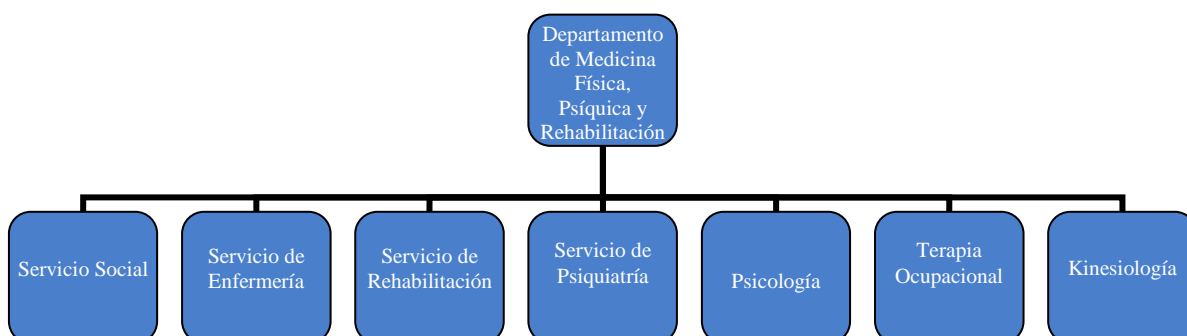 Departamento
de Medicina
Física,
Psíquica y
Rehabilitación
Servicio Social
Servicio de
Enfermería
Servicio de
Rehabilitación
Servicio de
Psiquiatría
Psicología
Terapia
Ocupacional
Kinesiología